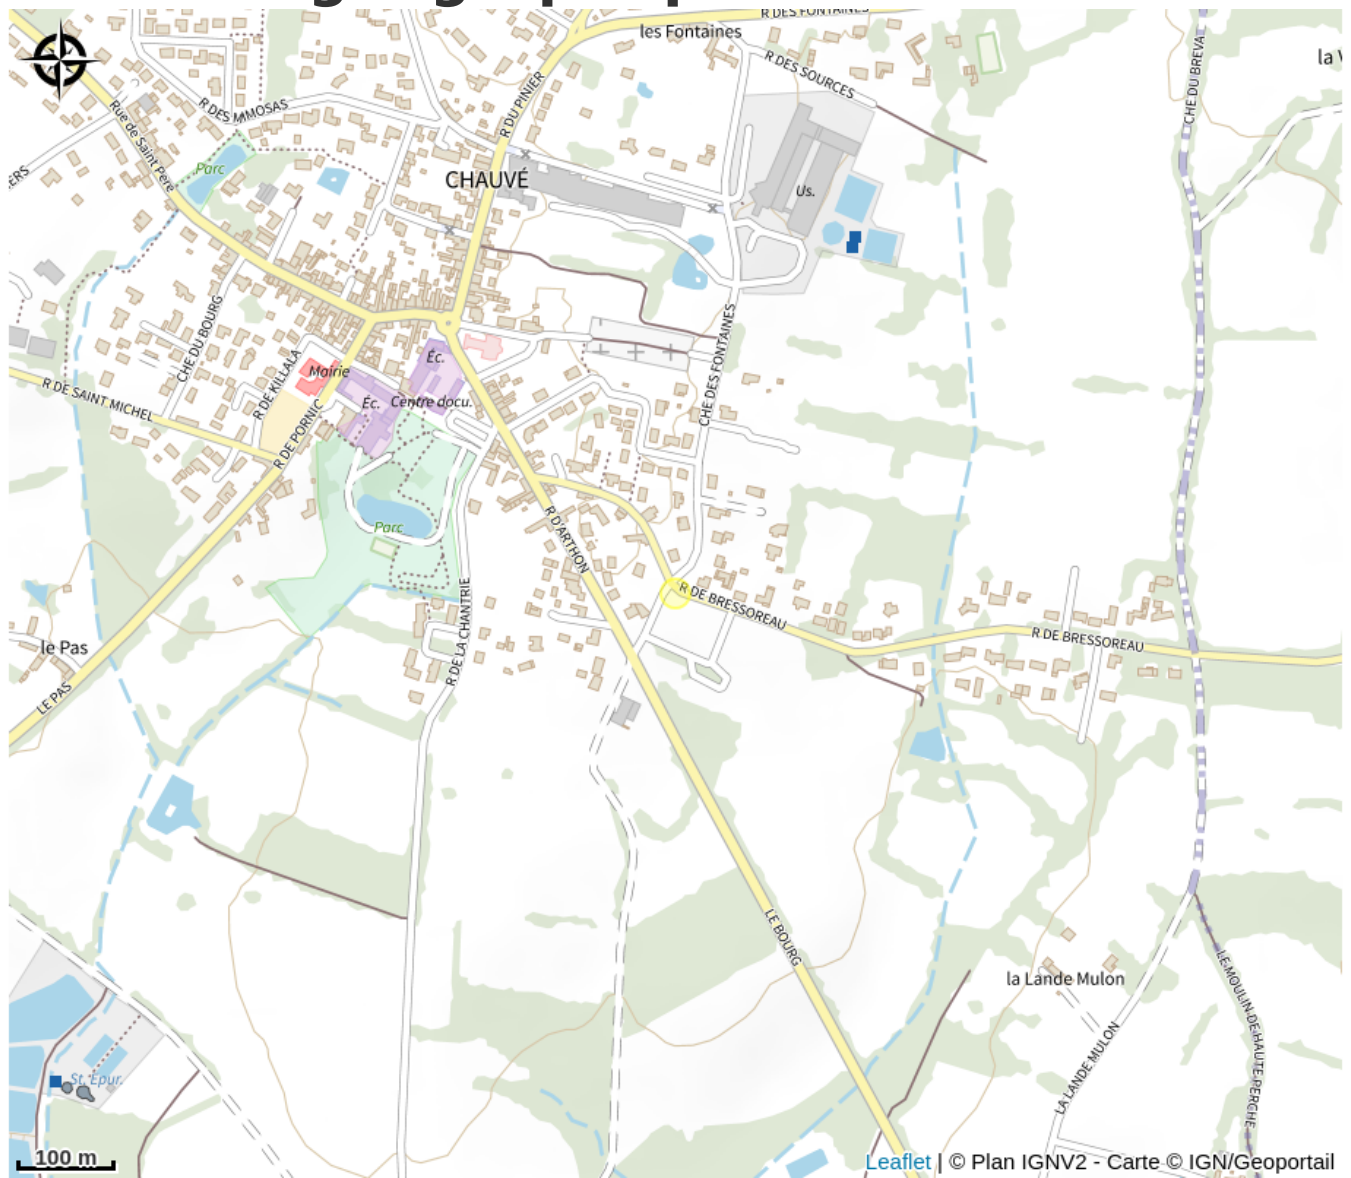 R DES FONTAINES
les Fontaines
R DES SOURCES
R DU PINIER
R DES MIMOSAS
Rue de Saint Père
CHE DU BREVA
Parc
CHAUVÉ
Us.
CHE DU BOURG
R DE KILLALA
Mairie
Éc.
Éc.
Centre docu.
CHE DES FONTAINES
R DE SAINT MICHEL
R DE PORNIC
Parc
R D'ARTHON
R DE BRESSOREAU
R DE BRESSOREAU
R DE LA CHANTRIE
le Pas
LE PAS
LE BOURG
la Lande Mulon
LA LANDE MULON
LE MOULIN DE HAUTE PERCHE
St. Épur.
100 m
Leaflet | © Plan IGNV2 - Carte © IGN/Geoportail